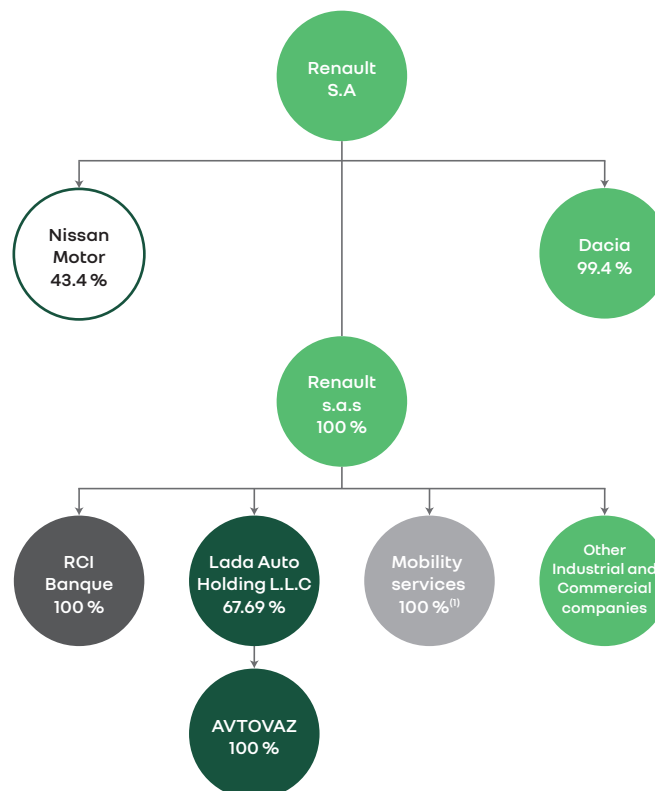 Renault
S.A
Nissan
Motor
43.4 %
Dacia
99.4 %
Renault
s.a.s
100 %
RCI
Banque
100 %
Lada Auto
Holding L.L.C
67.69 %
Mobility
services
100 %(1)
Other
Industrial and
Commercial
companies
AVTOVAZ
100 %